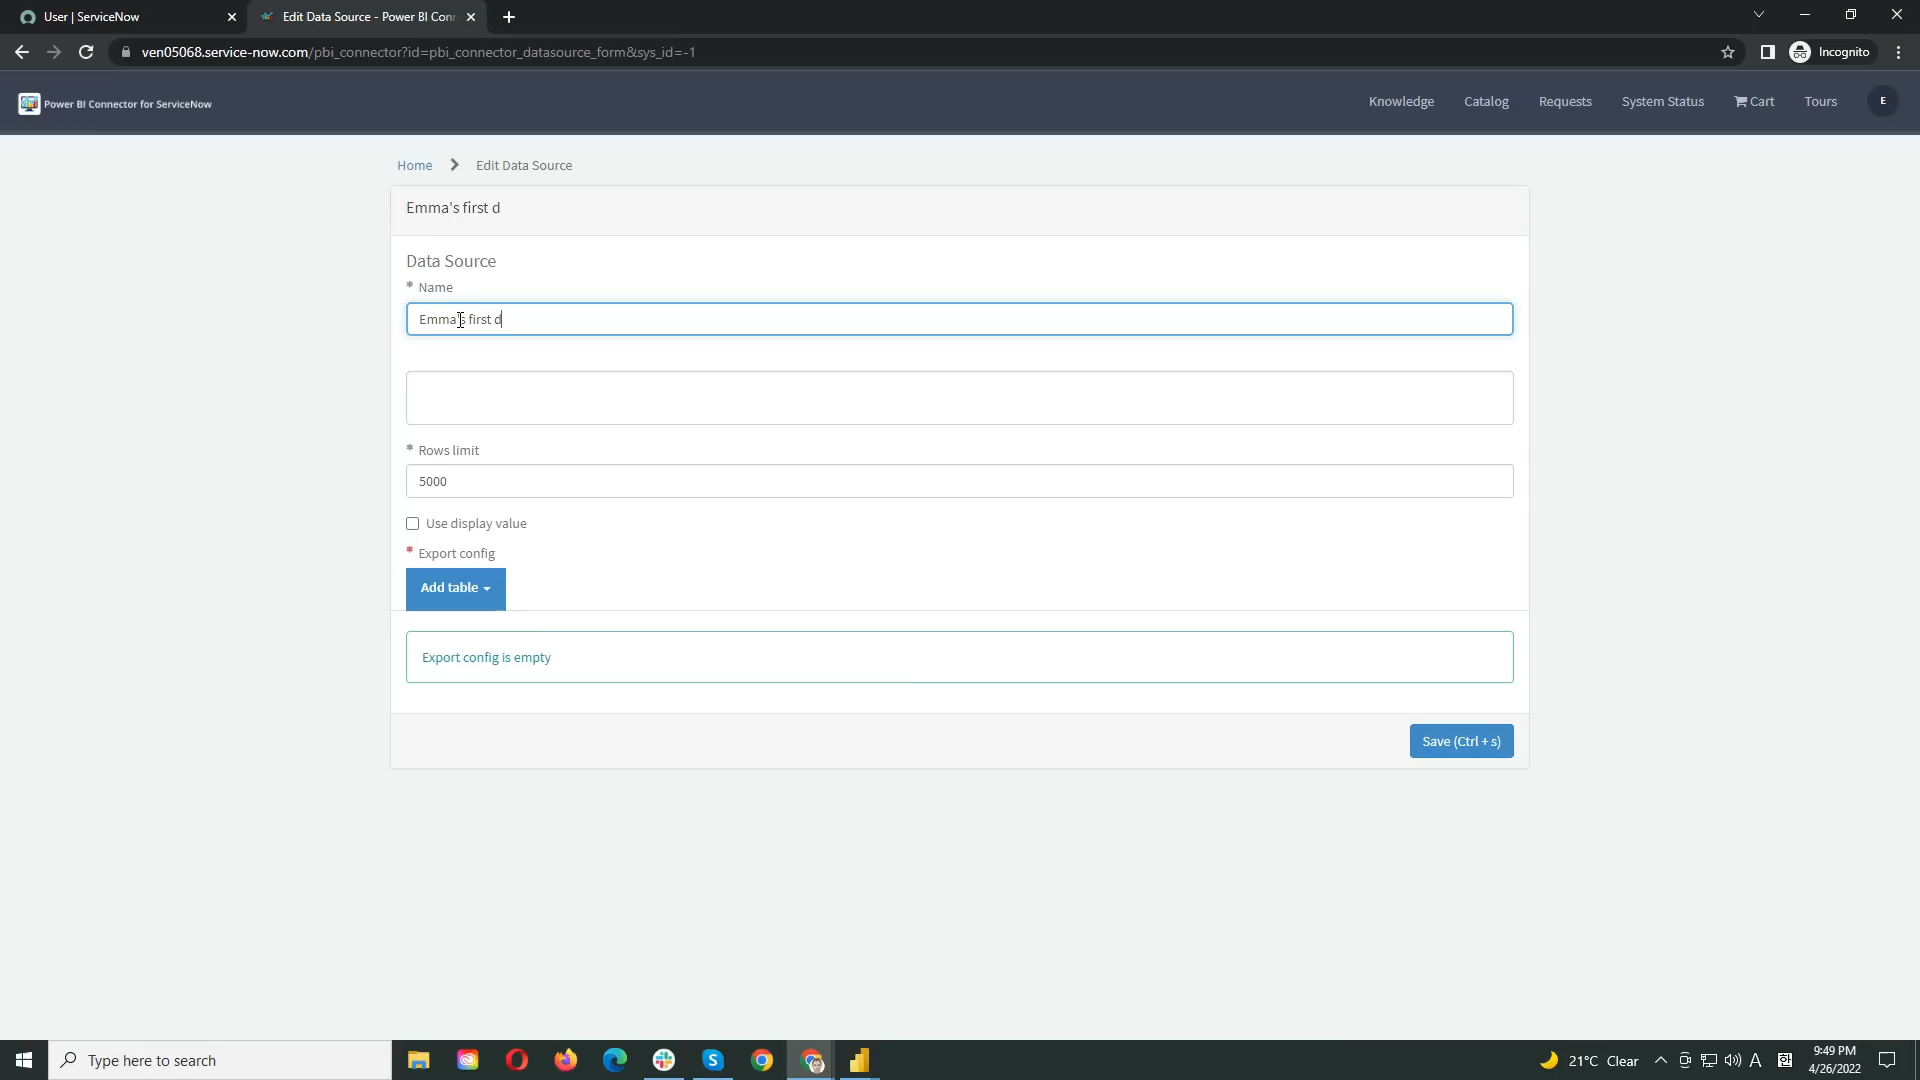 User | ServiceNow
Edit Data Source - Power BI Conn
ven05068.service-now.com/pbi_connector?id=pbi_connector_datasource_form&sys_id=-1
Incognito
Power BI Connector for ServiceNow
Knowledge
Catalog
Requests
System Status
Cart
Tours
E
Home
Edit Data Source
Emma's first d
Data Source
* Name
Emma's first d
* Rows limit
5000
Use display value
* Export config
Add table
Export config is empty
Save (Ctrl + s)
Type here to search
21°C Clear
A
9:49 PM
4/26/2022